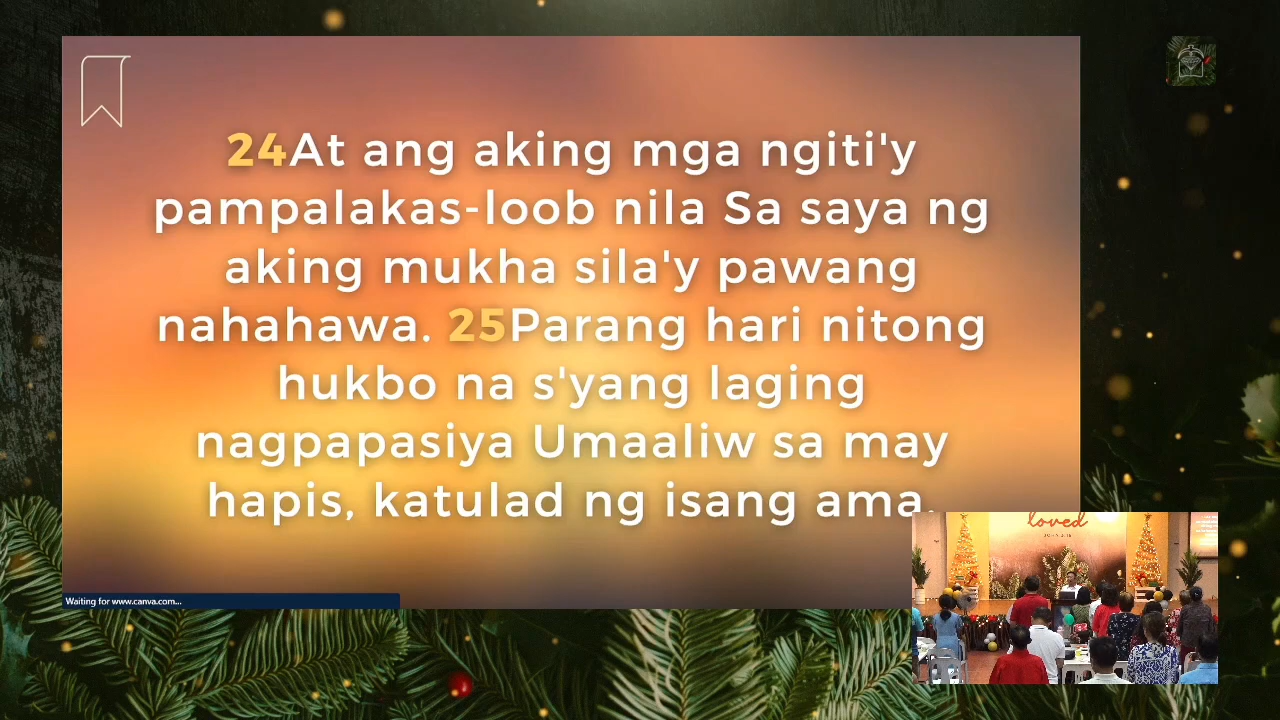 24At ang aking mga ngiti'y
pampalakas-loob nila Sa saya ng
aking mukha sila'y pawang
nahahawa. 25Parang hari nitong
hukbo na s'yang laging
nagpapasiya Umaaliw sa may
hapis, katulad ng isang ama.
Waiting for www.canva.com...
loved